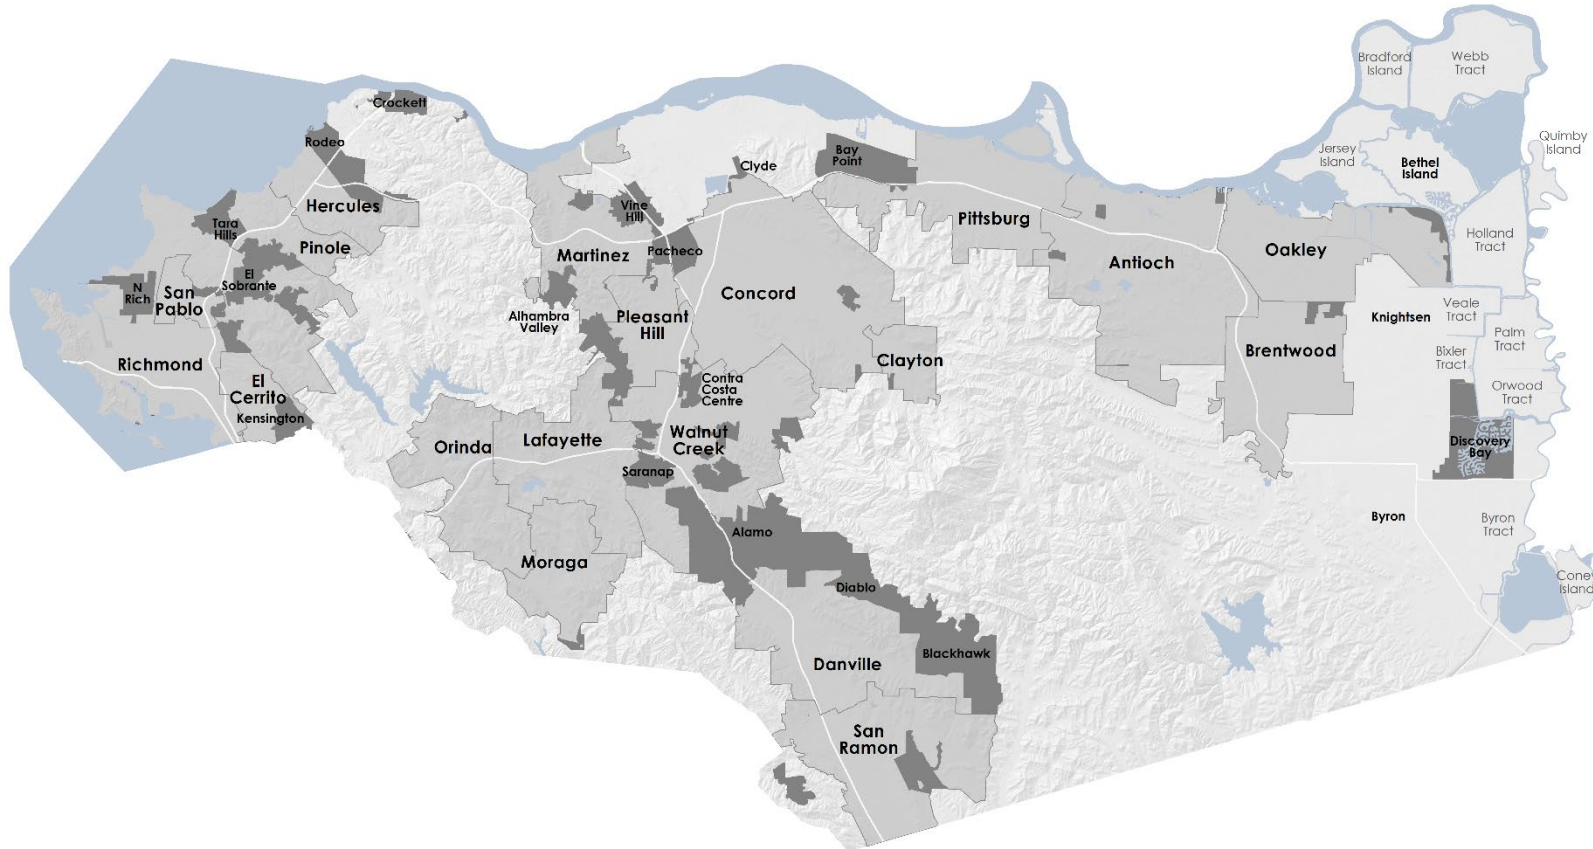 Bradford
Island
Webb
Tract
Crockett
Rodeo
Quimby
Island
Jersey
Island
Bethel
Island
Bay
Point
Clyde
Hercules
Vine
Hill
Tara
Hills
Pittsburg
Holland
Tract
Pinole
Martinez
Pacheco
Oakley
Antioch
El
Sobrante
N
Rich
San
Pablo
Concord
Alhambra
Valley
Pleasant
Hill
Knightsen
Veale
Tract
Palm
Tract
Richmond
Clayton
Brentwood
Bixler
Tract
El
Cerrito
Contra
Costa
Centre
Orwood
Tract
Kensington
Orinda
Lafayette
Walnut
Creek
Discovery
Bay
Saranap
Alamo
Byron
Byron
Tract
Moraga
Diablo
Coney
Island
Danville
Blackhawk
San
Ramon